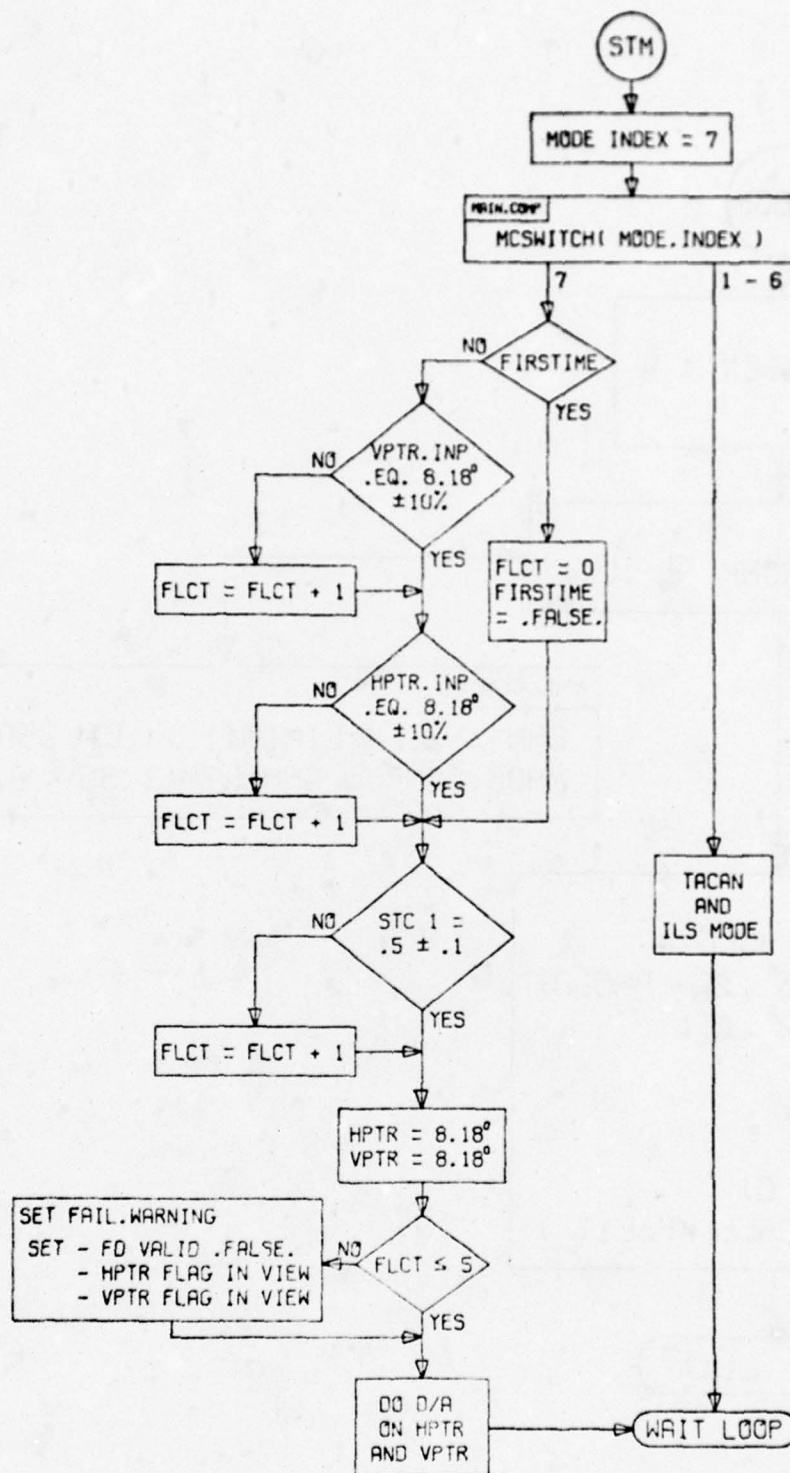 STM
MODE INDEX = 7
MAIN.COMP
MCSWITCH( MODE.INDEX )
7
1 - 6
NO
FIRSTIME
YES
NO
VPTR.INP
.EQ. 8.18°
±10%
YES
FLCT = FLCT + 1
FLCT = 0
FIRSTIME
= .FALSE.
NO
HPTR.INP
.EQ. 8.18°
±10%
YES
FLCT = FLCT + 1
TACAN
AND
ILS MODE
NO
STC 1 =
.5 ± .1
YES
FLCT = FLCT + 1
HPTR = 8.18°
VPTR = 8.18°
SET FAIL.WARNING
SET - FD VALID .FALSE.
- HPTR FLAG IN VIEW
- VPTR FLAG IN VIEW
NO
FLCT ≤ 5
YES
DO D/A
ON HPTR
AND VPTR
WAIT LOOP